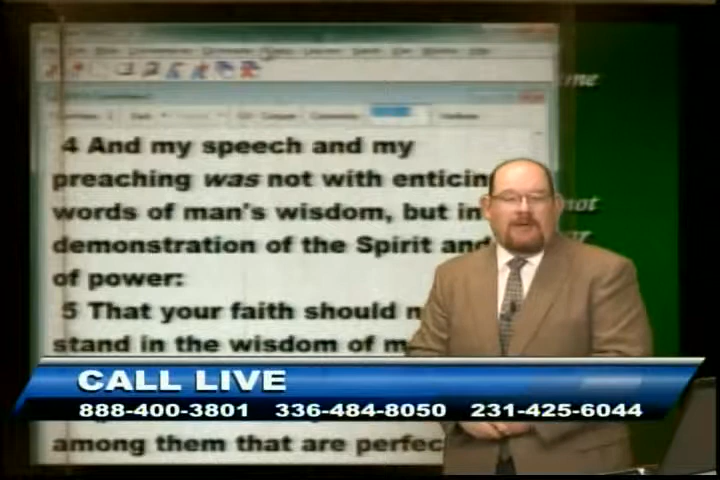 4 And my speech and my
preaching was not with enticin
words of man's wisdom, but in
demonstration of the Spirit and
of power:
5 That your faith should n
stand in the wisdom of m
among them that are perfec
me
not
CALL LIVE
888-400-3801 336-484-8050 231-425-6044